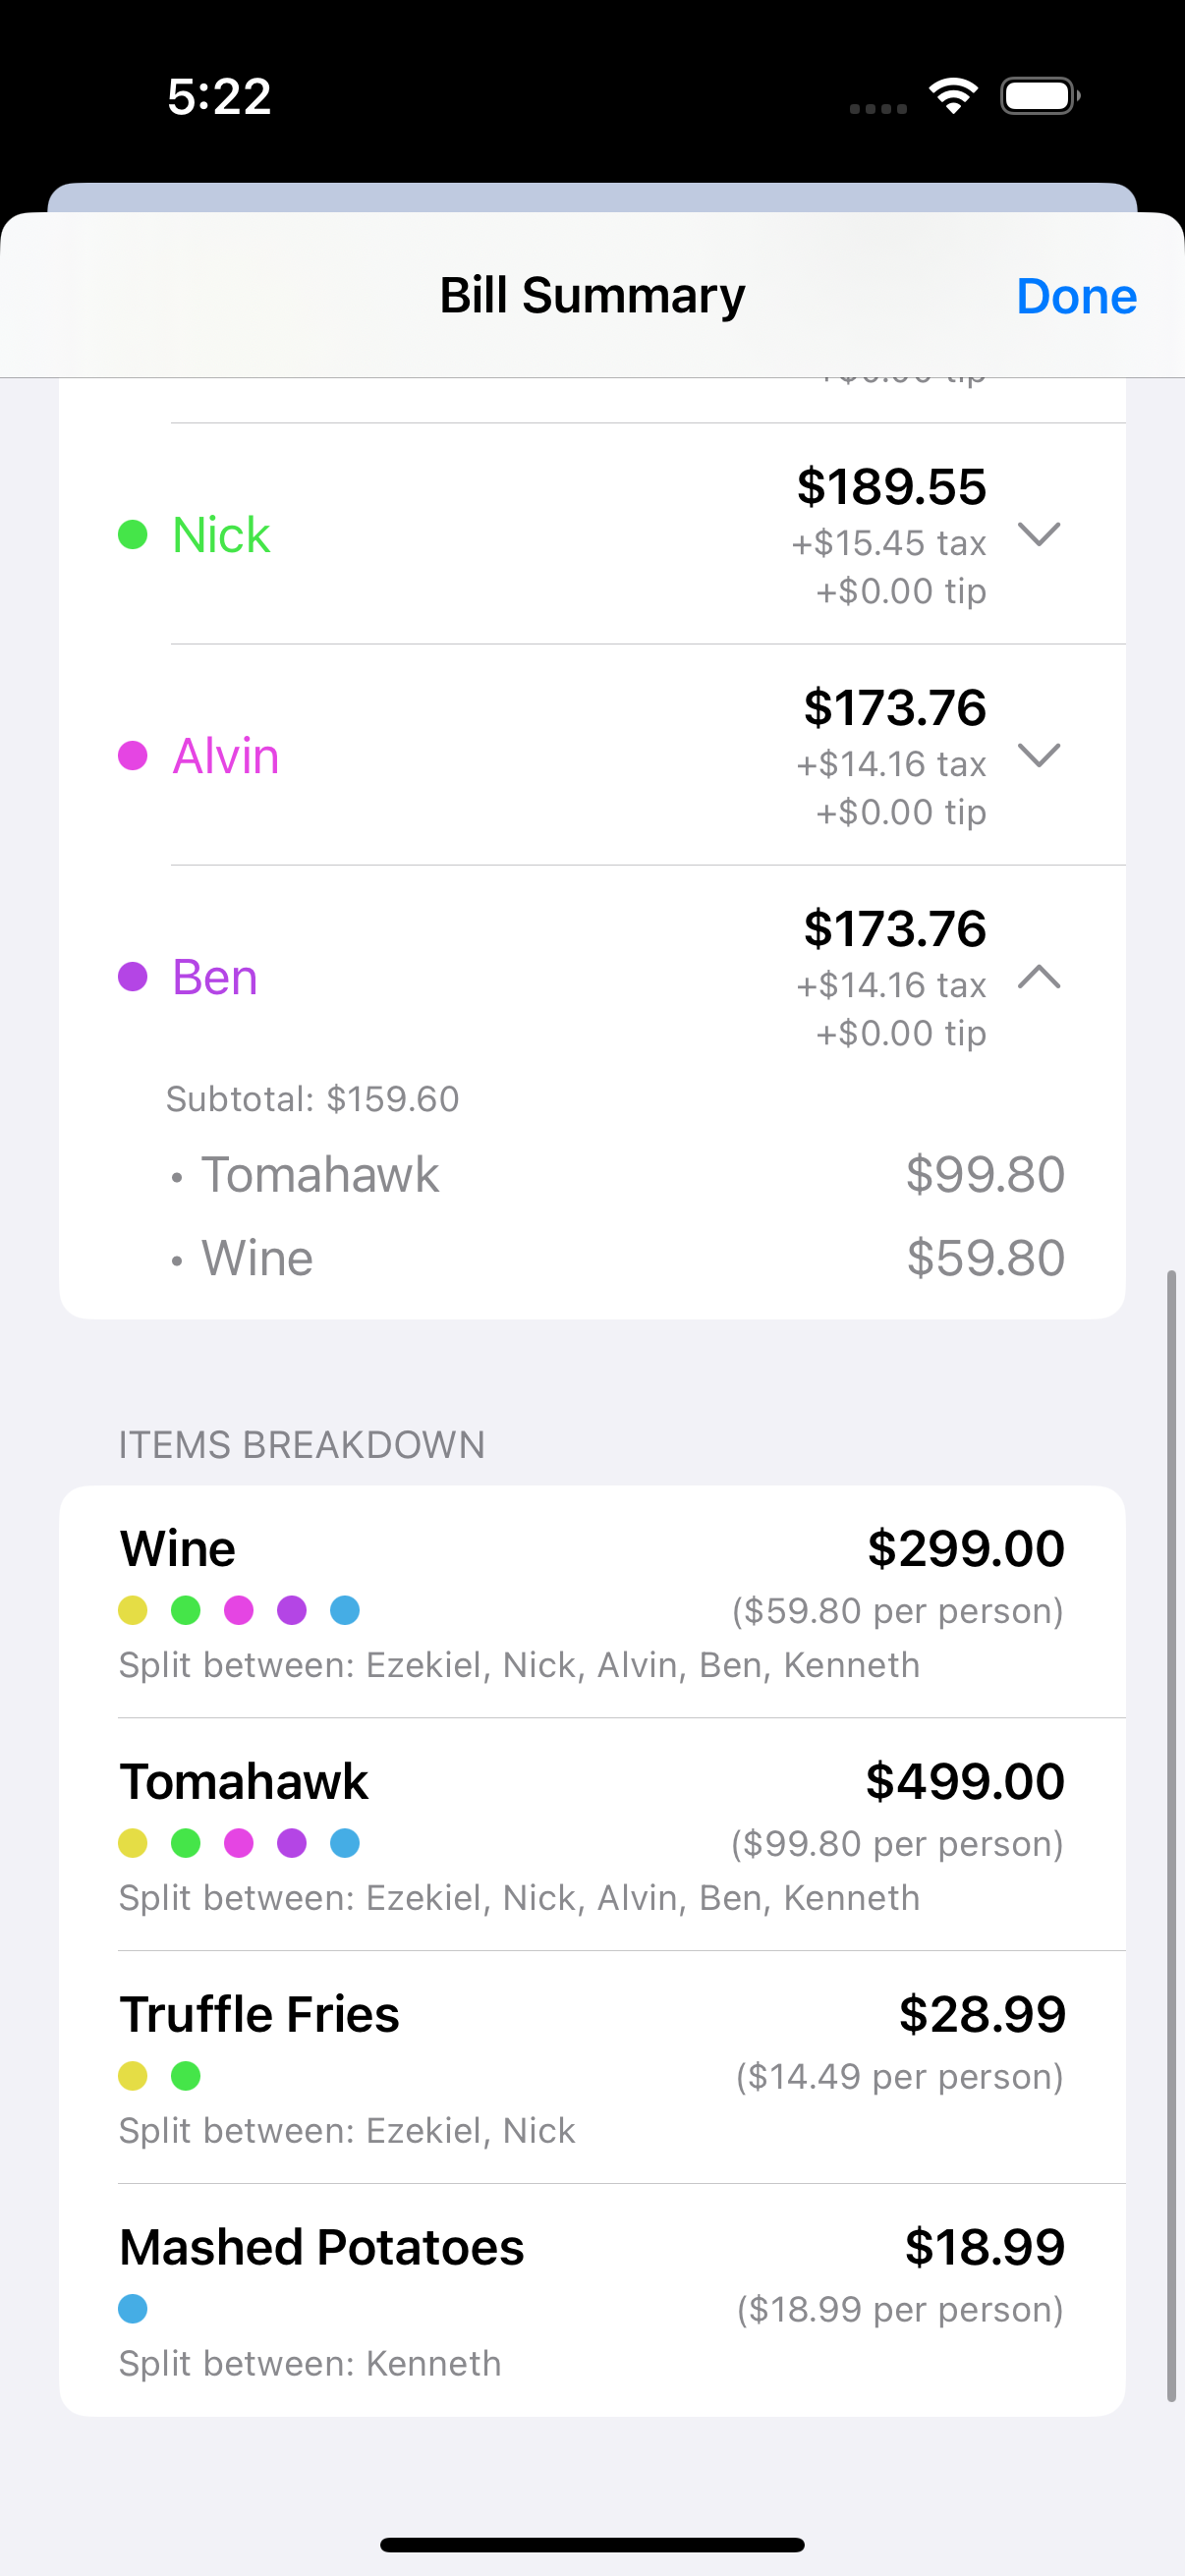 5:22
Bill Summary
Done
Nick
$189.55
+$15.45 tax
+$0.00 tip
Alvin
$173.76
+$14.16 tax
+$0.00 tip
Ben
$173.76
+$14.16 tax
+$0.00 tip
Subtotal: $159.60
• Tomahawk $99.80
• Wine $59.80
ITEMS BREAKDOWN
Wine $299.00
($59.80 per person)
Split between: Ezekiel, Nick, Alvin, Ben, Kenneth
Tomahawk $499.00
($99.80 per person)
Split between: Ezekiel, Nick, Alvin, Ben, Kenneth
Truffle Fries $28.99
($14.49 per person)
Split between: Ezekiel, Nick
Mashed Potatoes $18.99
($18.99 per person)
Split between: Kenneth